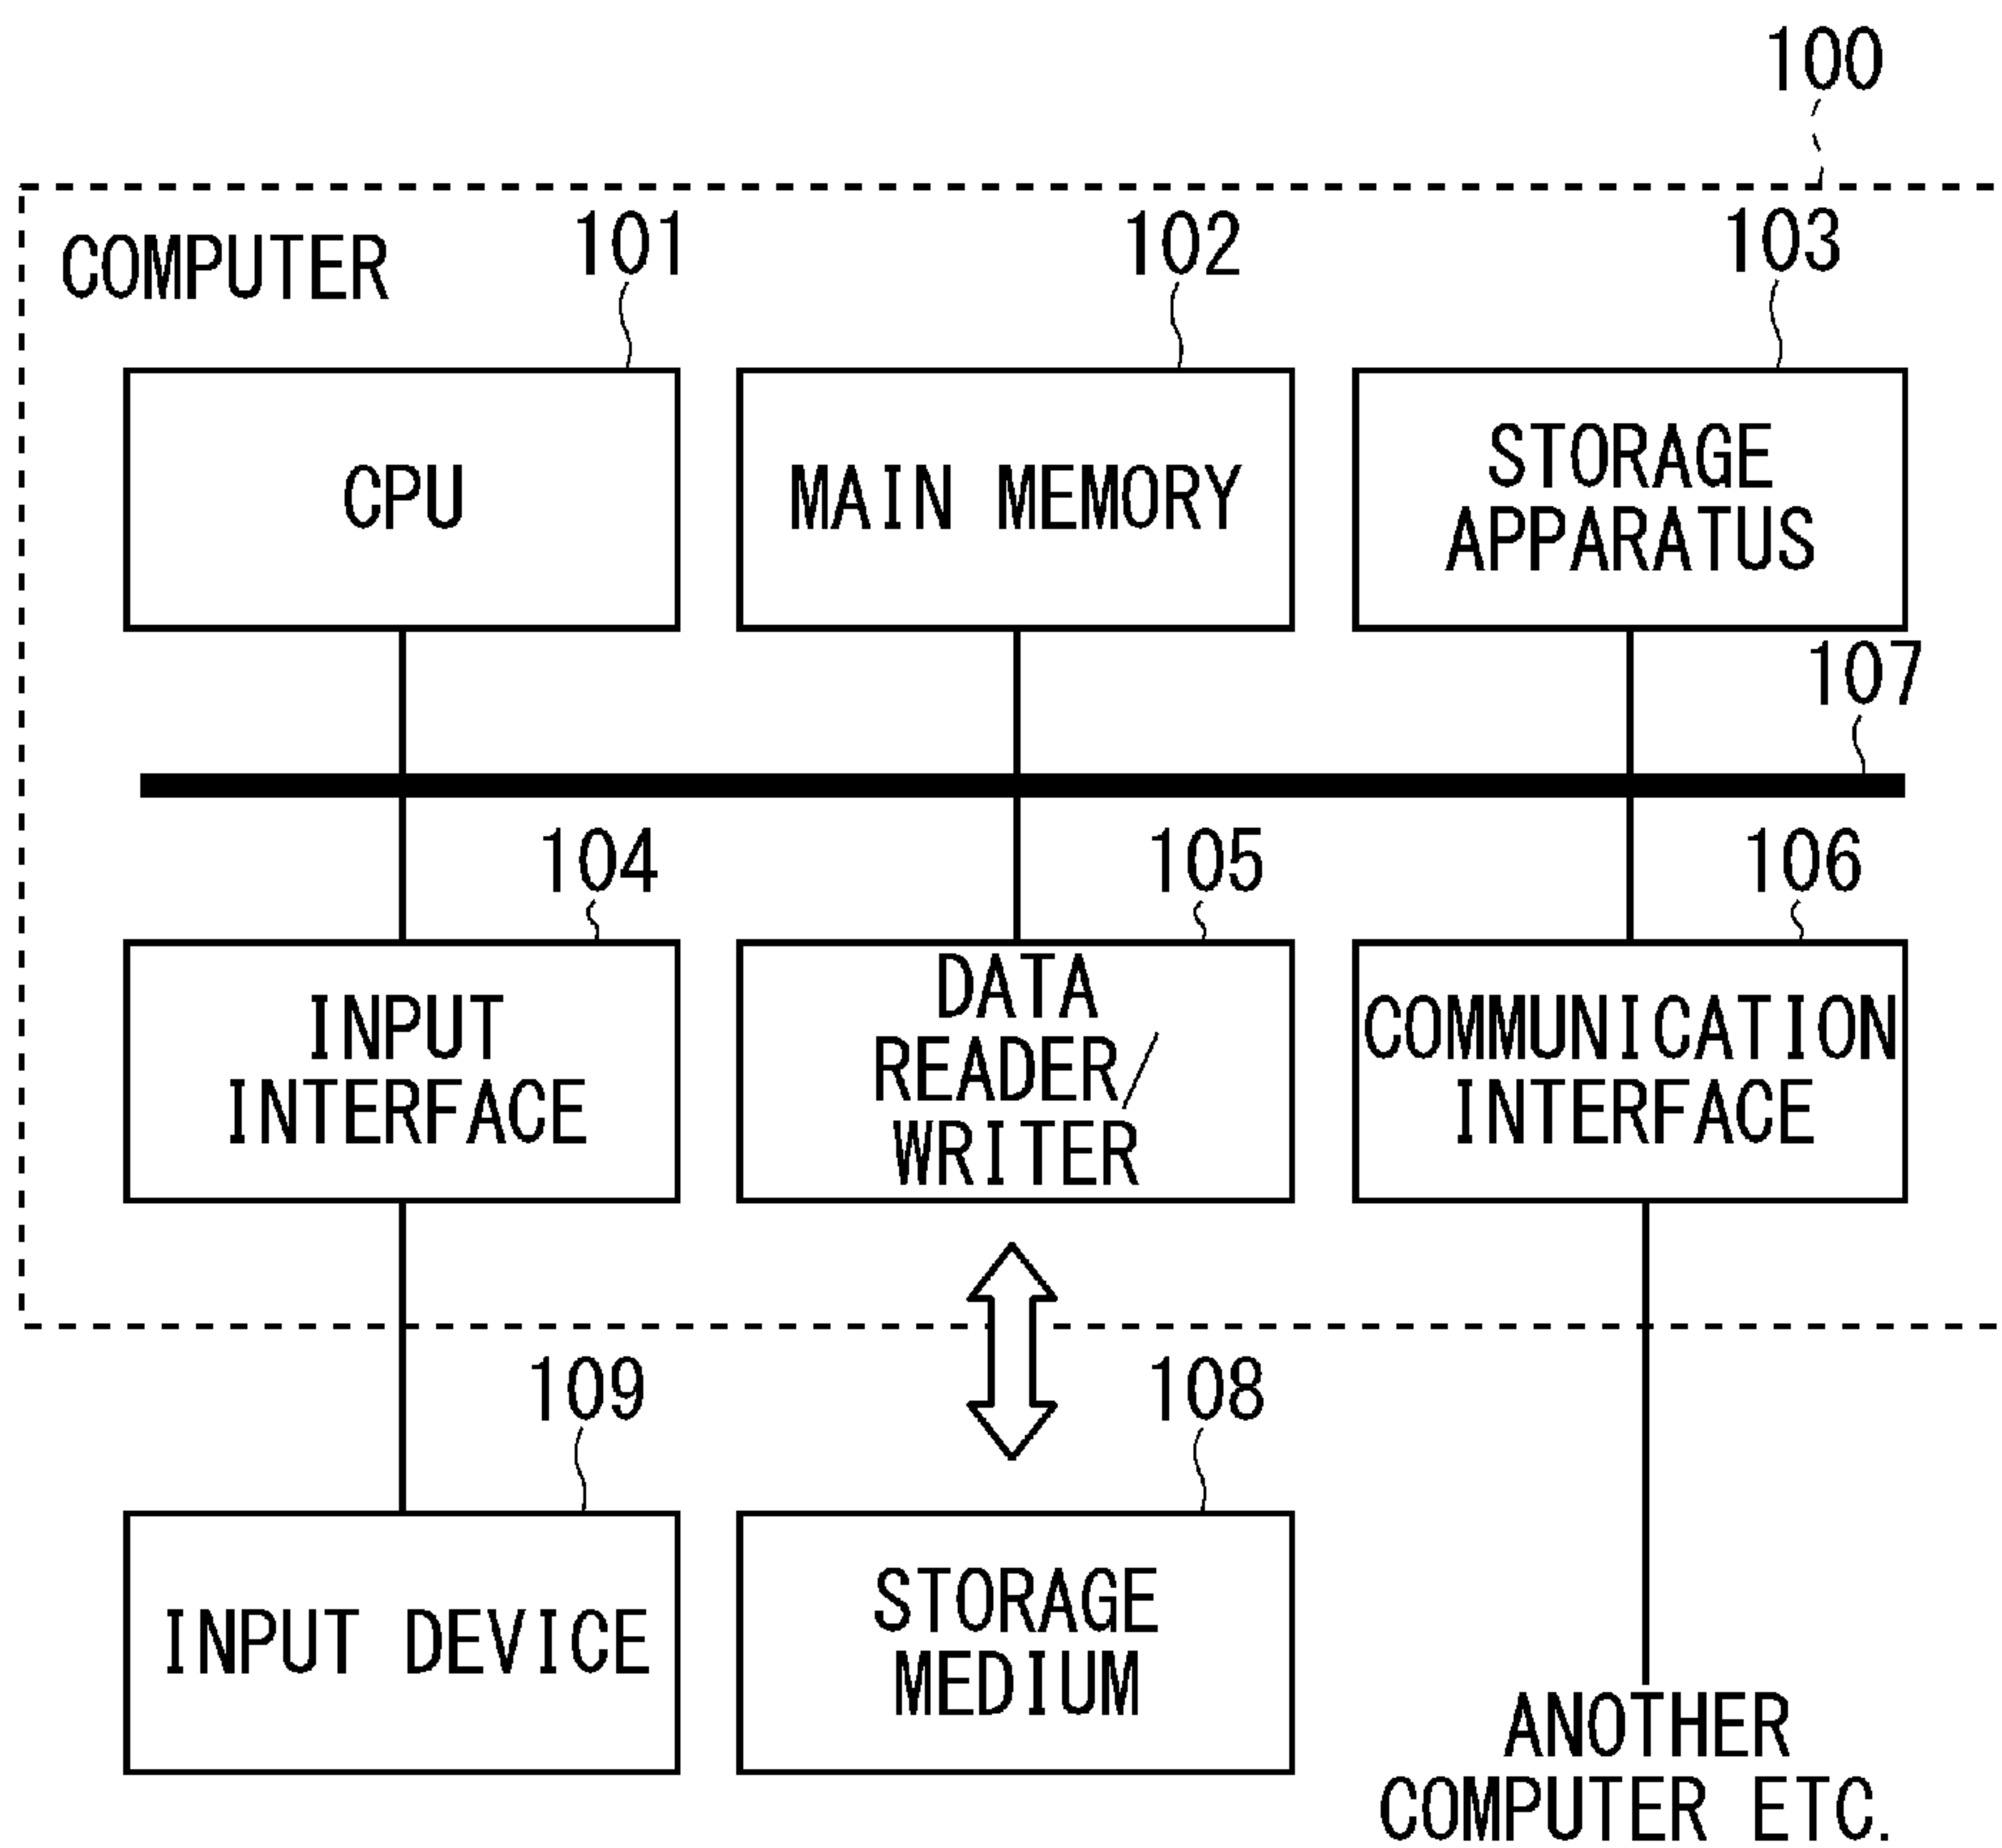 100
COMPUTER
101
102
103
CPU
MAIN MEMORY
STORAGE
APPARATUS
107
104
105
106
INPUT
INTERFACE
DATA
READER/
WRITER
COMMUNICATION
INTERFACE
109
108
INPUT DEVICE
STORAGE
MEDIUM
ANOTHER
COMPUTER ETC.